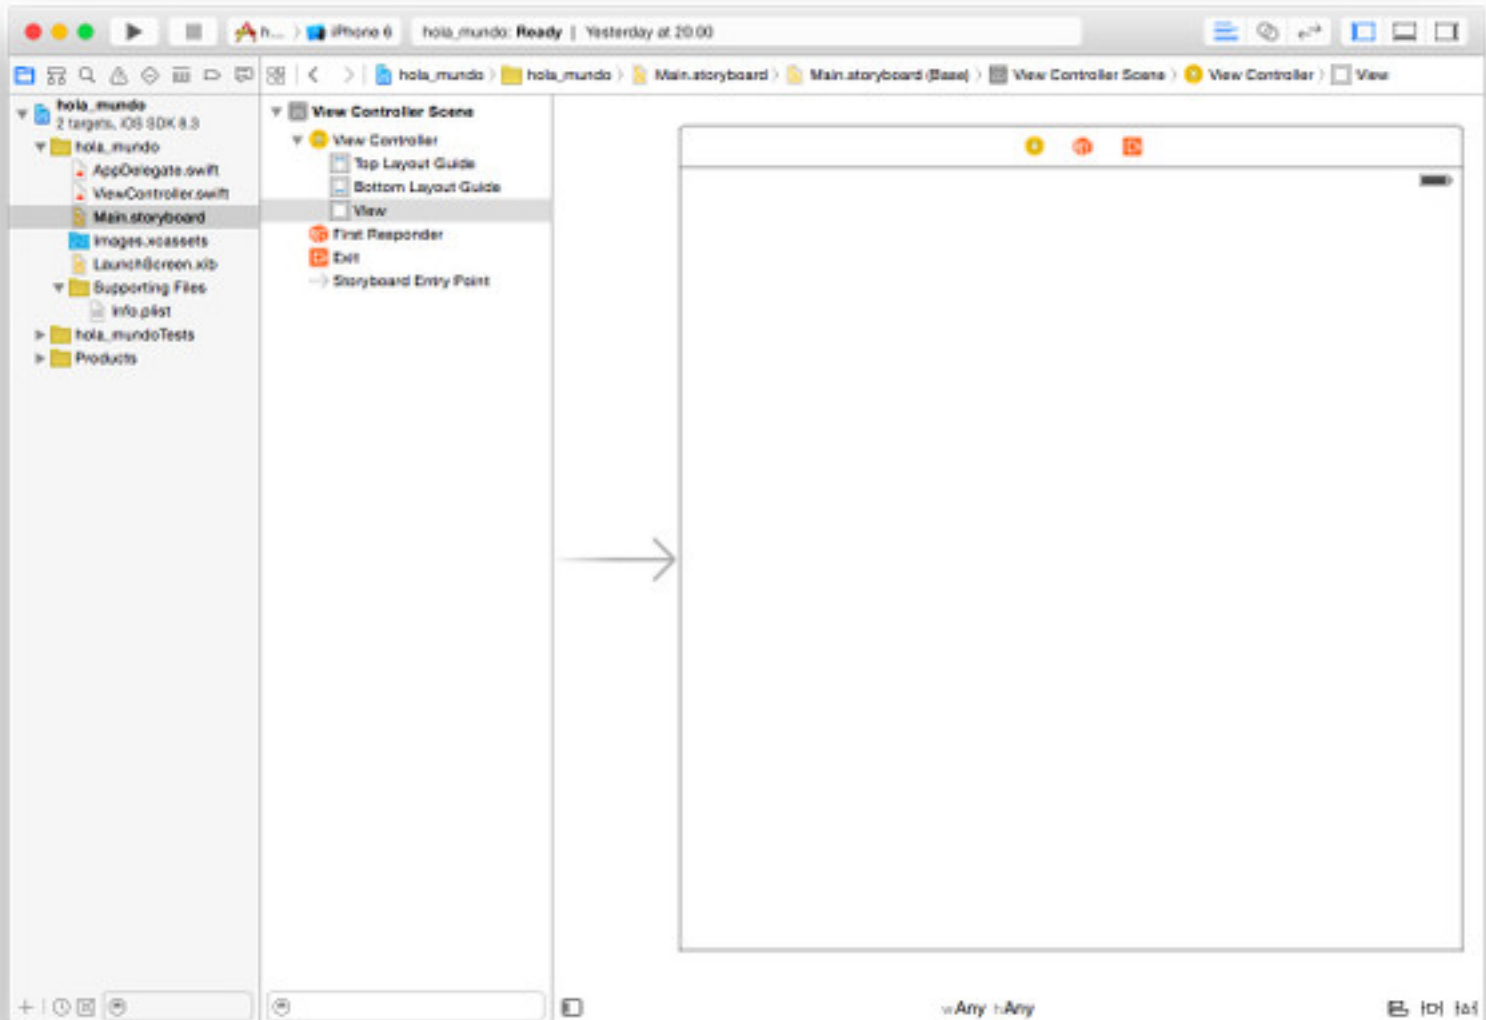 h... iPhone 6 hola_mundo: Ready | Yesterday at 20:00
hola_mundo hola_mundo Main.storyboard Main.storyboard (Base) View Controller Scene View Controller View
hola_mundo
2 targets, iOS SDK 8.3
hola_mundo
AppDelegate.swift
ViewController.swift
Main.storyboard
Images.xcassets
LaunchScreen.xib
Supporting Files
Info.plist
hola_mundoTests
Products
View Controller Scene
View Controller
Top Layout Guide
Bottom Layout Guide
View
First Responder
Exit
Storyboard Entry Point
wAny hAny